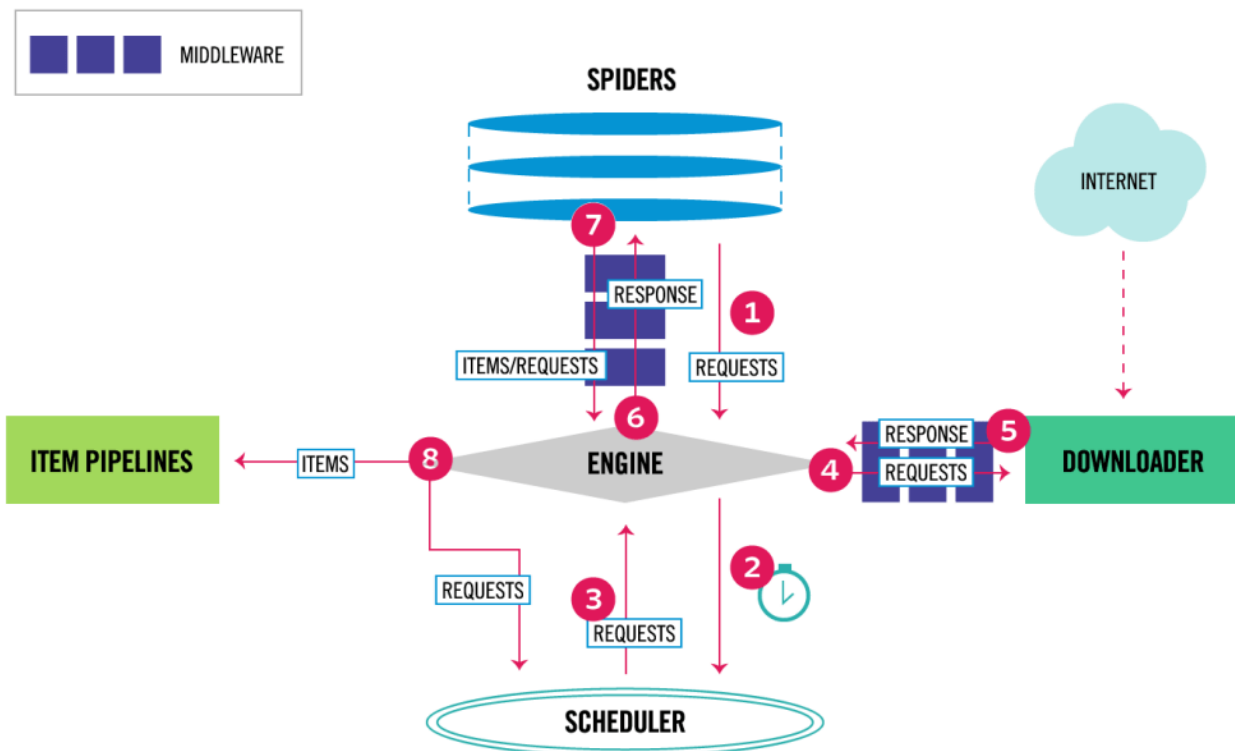 MIDDLEWARE
SPIDERS
INTERNET
7
RESPONSE
1
ITEMS/REQUESTS
REQUESTS
6
5
RESPONSE
ITEM PIPELINES
ITEMS
8
ENGINE
4
REQUESTS
DOWNLOADER
2
3
REQUESTS
REQUESTS
SCHEDULER